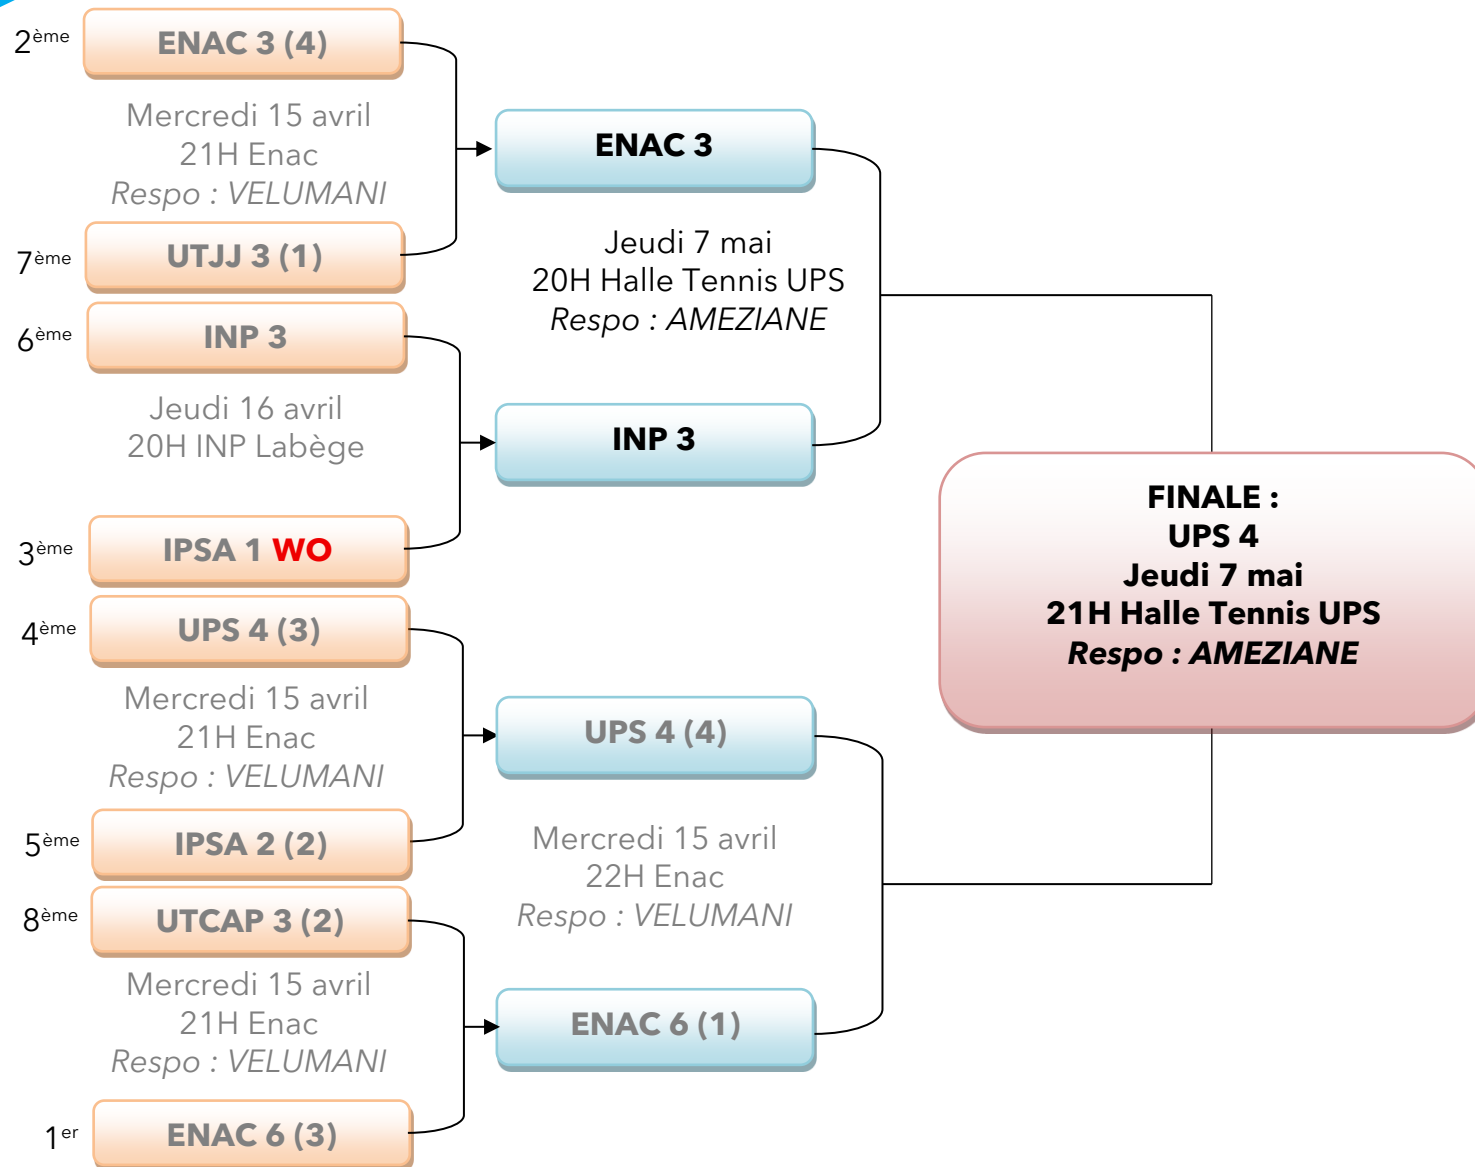 2ème
ENAC 3 (4)
Mercredi 15 avril
21H Enac
Respo : VELUMANI
7ème
UTJJ 3 (1)
6ème
INP 3
Jeudi 16 avril
20H INP Labège
3ème
IPSA 1 WO
4ème
UPS 4 (3)
Mercredi 15 avril
21H Enac
Respo : VELUMANI
5ème
IPSA 2 (2)
8ème
UTCAP 3 (2)
Mercredi 15 avril
21H Enac
Respo : VELUMANI
1er
ENAC 6 (3)
ENAC 3
Jeudi 7 mai
20H Halle Tennis UPS
Respo : AMEZIANE
INP 3
UPS 4 (4)
Mercredi 15 avril
22H Enac
Respo : VELUMANI
ENAC 6 (1)
FINALE :
UPS 4
Jeudi 7 mai
21H Halle Tennis UPS
Respo : AMEZIANE